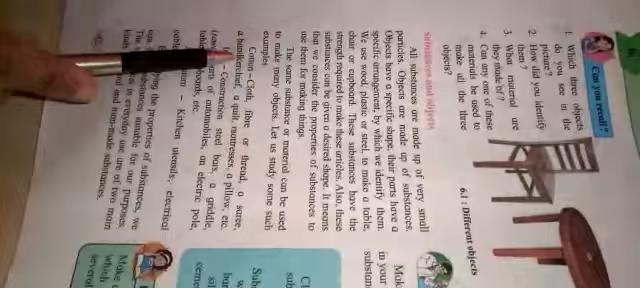 Can you recall?
1. Which three objects
do you see in the
picture?
2. How did you identify
them ?
3. What material are
they made of ?
4. Can any one of these
materials be used to
make all the three
objects?
6.1 : Different objects
Substances and objects
All substances are made up of very small
particles. Objects are made up of substances.
Objects have a specific shape, their parts have a
specific arrangement, by which we identify them.
We use wood, plastic or steel, to make a table,
chair or cupboard. These substances have the
strength required to make these articles. Also, these
substances can be given a desired shape. It means
that we consider the properties of substances to
use them for making things.
The same substance or material can be used
to make many objects. Let us study some such
examples.
Cotton - Cloth, fibre or thread, a saree,
a handkerchief, a quilt, mattresses, a pillow, etc.
- Construction steel bars, a griddle,
parts of automobiles, an electric pole,
boards, etc.
- Kitchen utensils, electrical
the properties of substances, we
substances suitable for our purposes.
in everyday use are of two main
and man-made substances.
Mak
in your
substan
Cl
sub
Sub
w
bur
sil
ceme
Make
which
several